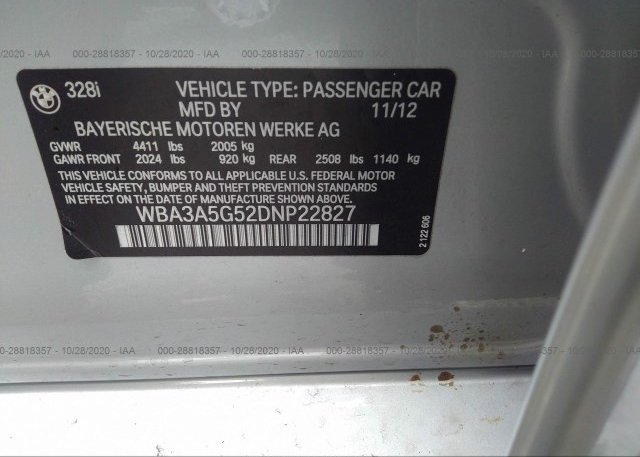 000-28818357 - 10/28/2020 - IAA
BMW
328i VEHICLE TYPE: PASSENGER CAR
MFD BY 11/12
BAYERISCHE MOTOREN WERKE AG
GVWR 4411 lbs 2005 kg
GAWR FRONT 2024 lbs 920 kg REAR 2508 lbs 1140 kg
THIS VEHICLE CONFORMS TO ALL APPLICABLE U.S. FEDERAL MOTOR
VEHICLE SAFETY, BUMPER AND THEFT PREVENTION STANDARDS
IN EFFECT ON THE DATE OF MANUFACTURE SHOWN ABOVE.
WBA3A5G52DNP22827
2 122 606
000-28818357 - 10/28/2020 - IAA